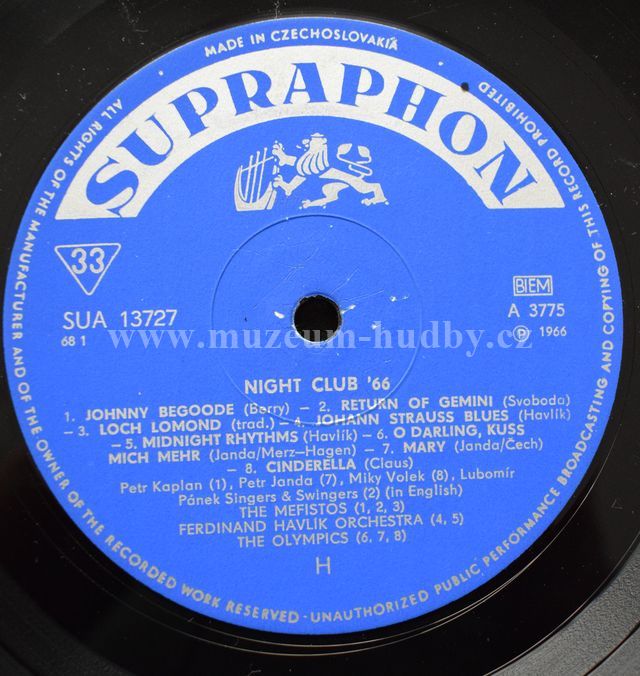 MADE IN CZECHOSLOVAKIA
SUPRAPHON
ALL RIGHTS OF THE MANUFACTURER AND OF THE OWNER OF THE RECORDED WORK RESERVED · UNAUTHORIZED PUBLIC PERFORMANCE BROADCASTING AND COPYING OF THIS RECORD PROHIBITED
33
BIEM
SUA 13727
A 3775
68 1
℗ 1966
www.muzeum-hudby.cz
NIGHT CLUB '66
1. JOHNNY BEGOODE (Berry) – 2. RETURN OF GEMINI (Svoboda)
– 3. LOCH LOMOND (trad.) – 4. JOHANN STRAUSS BLUES (Havlík)
– 5. MIDNIGHT RHYTHMS (Havlík) – 6. O DARLING, KUSS
MICH MEHR (Janda/Merz–Hagen) – 7. MARY (Janda/Čech)
– 8. CINDERELLA (Claus)
Petr Kaplan (1), Petr Janda (7), Miky Volek (8), Lubomír
Pánek Singers & Swingers (2) (in English)
THE MEFISTOS (1, 2, 3)
FERDINAND HAVLÍK ORCHESTRA (4, 5)
THE OLYMPICS (6, 7, 8)
H